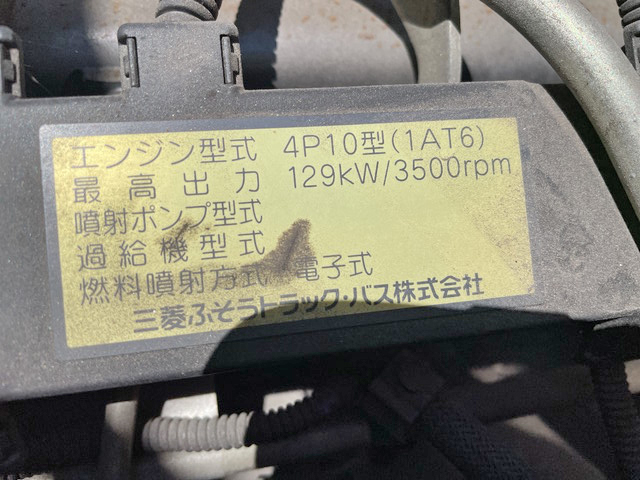 エンジン型式 4P10型(1AT6)
最高出力 129kW/3500rpm
噴射ポンプ型式
過給機型式
燃料噴射方式 電子式
三菱ふそうトラック・バス株式会社